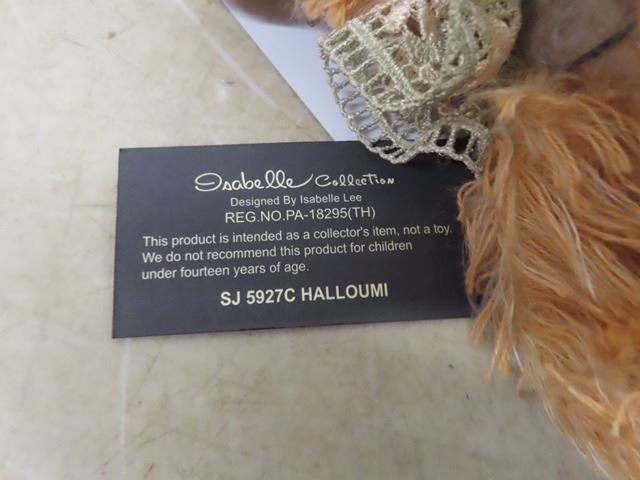 Isabelle Collection
Designed By Isabelle Lee
REG.NO.PA-18295(TH)
This product is intended as a collector's item, not a toy.
We do not recommend this product for children
under fourteen years of age.
SJ 5927C HALLOUMI